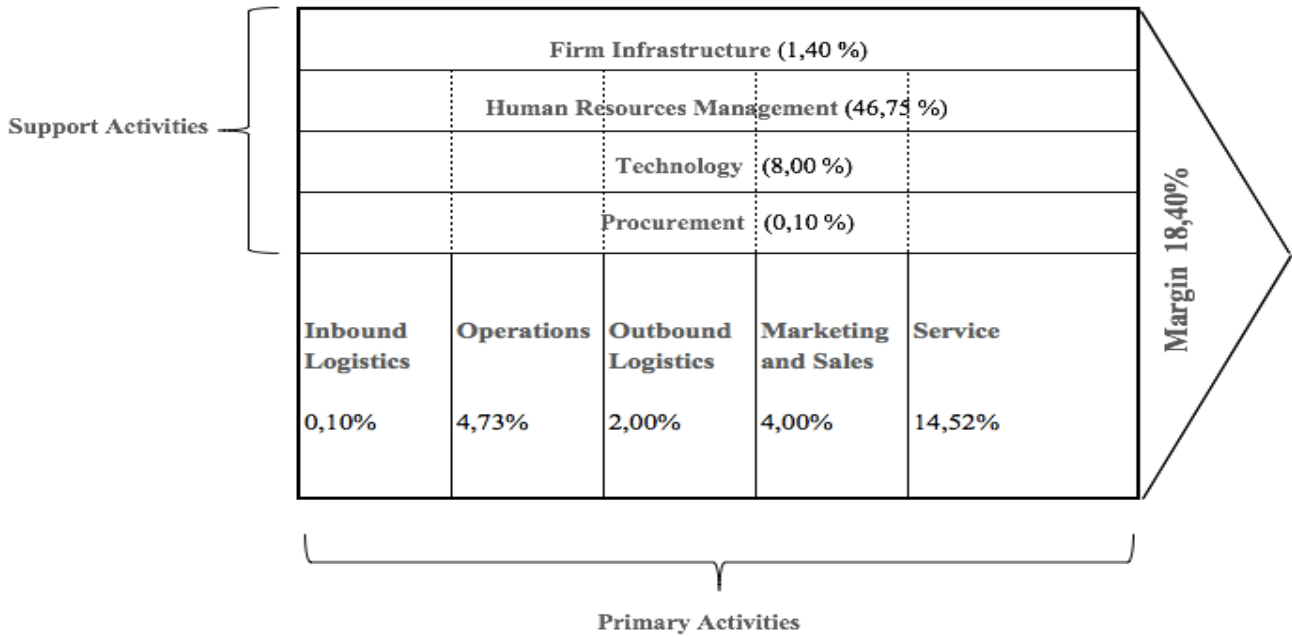 Firm Infrastructure (1,40 %)
Human Resources Management (46,75 %)
Support Activities
Technology (8,00 %)
Procurement (0,10 %)
Margin 18,40%
Inbound
Logistics
0,10%
Operations
4,73%
Outbound
Logistics
2,00%
Marketing
and Sales
4,00%
Service
14,52%
Primary Activities